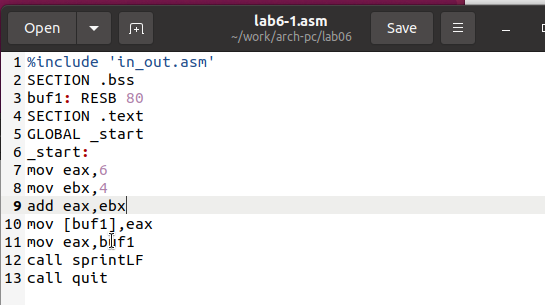 Open
lab6-1.asm
~/work/arch-pc/lab06
Save
1 %include 'in_out.asm'
2 SECTION .bss
3 buf1: RESB 80
4 SECTION .text
5 GLOBAL _start
6 _start:
7 mov eax,6
8 mov ebx,4
9 add eax,ebx
10 mov [buf1],eax
11 mov eax,buf1
12 call sprintLF
13 call quit